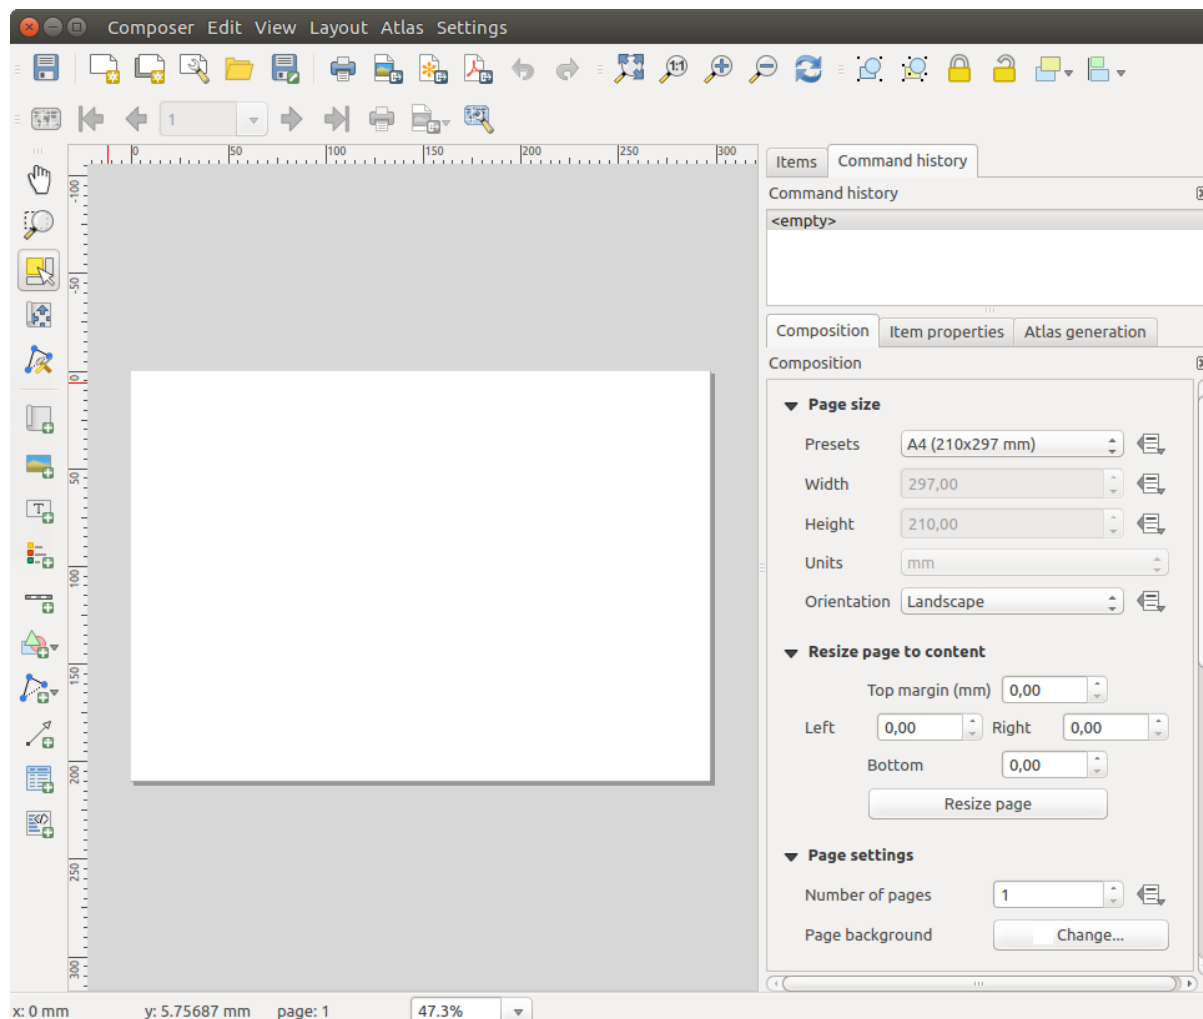 Composer Edit View Layout Atlas Settings
1:1
1
0 50 100 150 200 250 300
Items Command history
Command history
<empty>
-100
-50
0
50
100
150
200
250
300
T
Composition Item properties Atlas generation
Composition
Page size
Presets A4 (210x297 mm)
Width 297,00
Height 210,00
Units mm
Orientation Landscape
Resize page to content
Top margin (mm) 0,00
Left 0,00 Right 0,00
Bottom 0,00
Resize page
Page settings
Number of pages 1
Page background Change...
x: 0 mm y: 5.75687 mm page: 1 47.3%